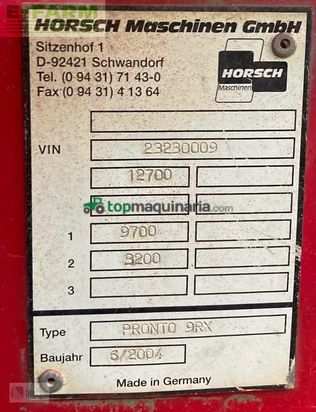 FARM
HORSCH Maschinen GmbH
Sitzenhof 1
D-92421 Schwandorf
Tel. (0 94 31) 71 43-0
Fax (0 94 31) 4 13 64
HORSCH
Maschinen
VIN 23230009
12700
topmaquinaria.com
1 9700
2 3200
3
Type PRONTO 9RX
Baujahr 6/2004
Made in Germany